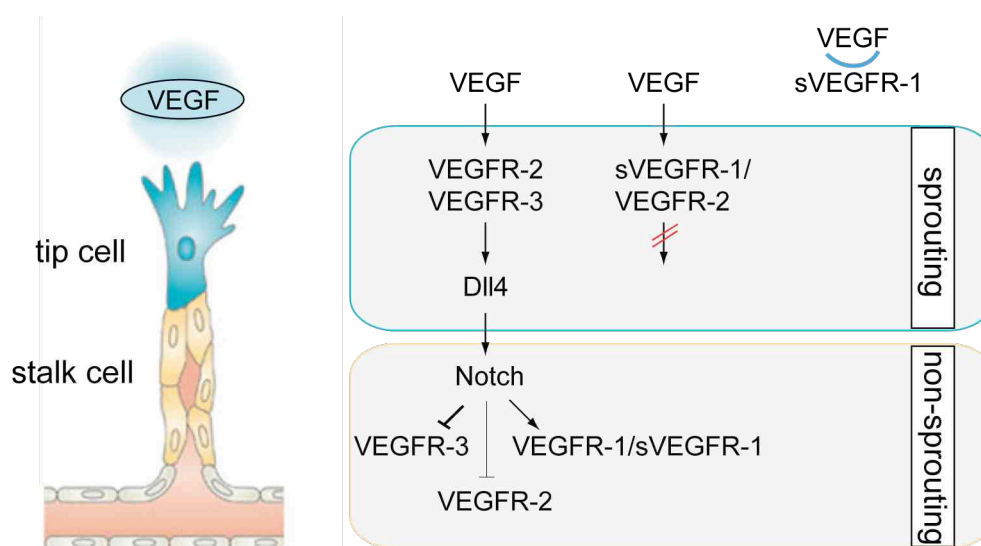 VEGF
tip cell
stalk cell
VEGF
VEGF
VEGF
sVEGFR-1
VEGFR-2
VEGFR-3
sVEGFR-1/
VEGFR-2
Dll4
sprouting
Notch
VEGFR-3
VEGFR-1/sVEGFR-1
VEGFR-2
non-sprouting